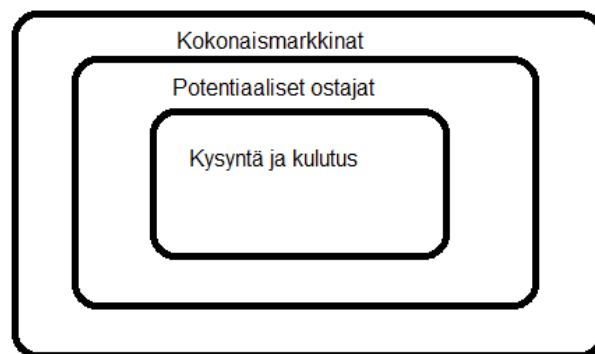 Kokonaismarkkinat
Potentiaaliset ostajat
Kysyntä ja kulutus